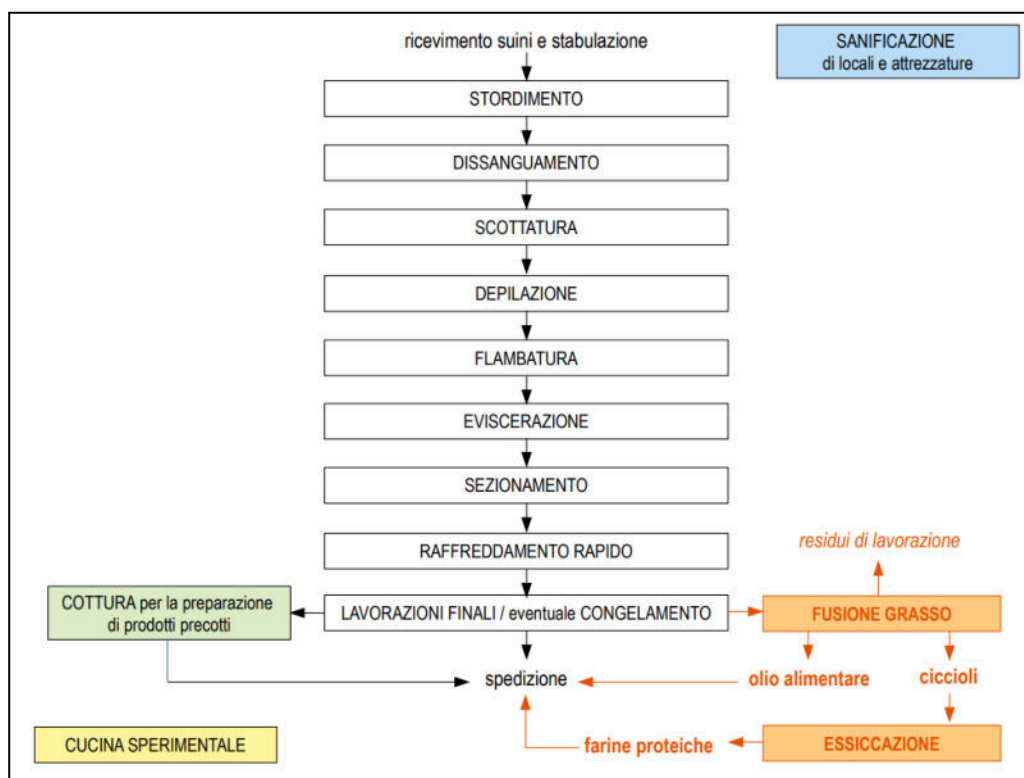 ricevimento suini e stabulazione
SANIFICAZIONE
di locali e attrezzature
STORDIMENTO
DISSANGUAMENTO
SCOTTATURA
DEPILAZIONE
FLAMBATURA
EVISCERAZIONE
SEZIONAMENTO
RAFFREDDAMENTO RAPIDO
residui di lavorazione
COTTURA per la preparazione
di prodotti precotti
LAVORAZIONI FINALI / eventuale CONGELAMENTO
FUSIONE GRASSO
spedizione
olio alimentare
ciccioli
CUCINA SPERIMENTALE
farine proteiche
ESSICCAZIONE